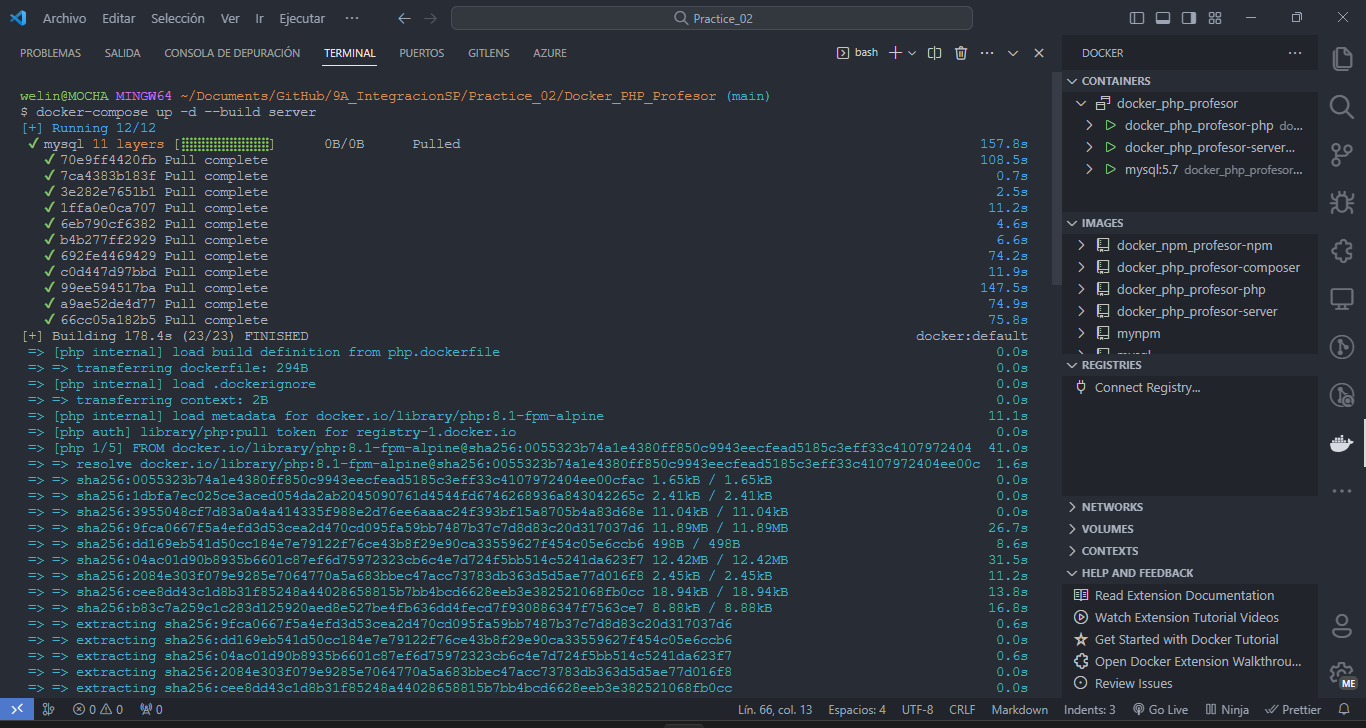 Archivo Editar Selección Ver Ir Ejecutar ··· Practice_02
PROBLEMAS SALIDA CONSOLA DE DEPURACIÓN TERMINAL PUERTOS GITLENS AZURE bash
welin@MOCHA MINGW64 ~/Documents/GitHub/9A_IntegracionSP/Practice_02/Docker_PHP_Profesor (main)
$ docker-compose up -d --build server
[+] Running 12/12
✔ mysql 11 layers [⣿⣿⣿⣿⣿⣿⣿⣿⣿⣿⣿] 0B/0B Pulled 157.8s
✔ 70e9ff4420fb Pull complete 108.5s
✔ 7ca4383b183f Pull complete 0.7s
✔ 3e282e7651b1 Pull complete 2.5s
✔ 1ffa0e0ca707 Pull complete 11.2s
✔ 6eb790cf6382 Pull complete 4.6s
✔ b4b277ff2929 Pull complete 6.6s
✔ 692fe4469429 Pull complete 74.2s
✔ c0d447d97bbd Pull complete 11.9s
✔ 99ee594517ba Pull complete 147.5s
✔ a9ae52de4d77 Pull complete 74.9s
✔ 66cc05a182b5 Pull complete 75.8s
[+] Building 178.4s (23/23) FINISHED docker:default
=> [php internal] load build definition from php.dockerfile 0.0s
=> => transferring dockerfile: 294B 0.0s
=> [php internal] load .dockerignore 0.0s
=> => transferring context: 2B 0.0s
=> [php internal] load metadata for docker.io/library/php:8.1-fpm-alpine 11.1s
=> [php auth] library/php:pull token for registry-1.docker.io 0.0s
=> [php 1/5] FROM docker.io/library/php:8.1-fpm-alpine@sha256:0055323b74a1e4380ff850c9943eecfead5185c3eff33c4107972404 41.0s
=> => resolve docker.io/library/php:8.1-fpm-alpine@sha256:0055323b74a1e4380ff850c9943eecfead5185c3eff33c4107972404ee00c 1.6s
=> => sha256:0055323b74a1e4380ff850c9943eecfead5185c3eff33c4107972404ee00cfac 1.65kB / 1.65kB 0.0s
=> => sha256:1dbfa7ec025ce3aced054da2ab2045090761d4544fd6746268936a843042265c 2.41kB / 2.41kB 0.0s
=> => sha256:3955048cf7d83a0a4a414335f988e2d76ee6aaac24f393bf15a8705b4a83d68e 11.04kB / 11.04kB 0.0s
=> => sha256:9fca0667f5a4efd3d53cea2d470cd095fa59bb7487b37c7d8d83c20d317037d6 11.89MB / 11.89MB 26.7s
=> => sha256:dd169eb541d50cc184e7e79122f76ce43b8f29e90ca33559627f454c05e6ccb6 498B / 498B 8.6s
=> => sha256:04ac01d90b8935b6601c87ef6d75972323cb6c4e7d724f5bb514c5241da623f7 12.42MB / 12.42MB 31.5s
=> => sha256:2084e303f079e9285e7064770a5a683bbec47acc73783db363d5d5ae77d016f8 2.45kB / 2.45kB 11.2s
=> => sha256:cee8dd43c1d8b31f85248a44028658815b7bb4bcd6628eeb3e382521068fb0cc 18.94kB / 18.94kB 13.8s
=> => sha256:b83c7a259c1c283d125920aed8e527be4fb636dd4fecd7f930886347f7563ce7 8.88kB / 8.88kB 16.8s
=> => extracting sha256:9fca0667f5a4efd3d53cea2d470cd095fa59bb7487b37c7d8d83c20d317037d6 0.6s
=> => extracting sha256:dd169eb541d50cc184e7e79122f76ce43b8f29e90ca33559627f454c05e6ccb6 0.0s
=> => extracting sha256:04ac01d90b8935b6601c87ef6d75972323cb6c4e7d724f5bb514c5241da623f7 0.6s
=> => extracting sha256:2084e303f079e9285e7064770a5a683bbec47acc73783db363d5d5ae77d016f8 0.0s
=> => extracting sha256:cee8dd43c1d8b31f85248a44028658815b7bb4bcd6628eeb3e382521068fb0cc 0.0s
DOCKER
CONTAINERS
docker_php_profesor
docker_php_profesor-php do...
docker_php_profesor-server...
mysql:5.7 docker_php_profesor...
IMAGES
docker_npm_profesor-npm
docker_php_profesor-composer
docker_php_profesor-php
docker_php_profesor-server
mynpm
REGISTRIES
Connect Registry...
NETWORKS
VOLUMES
CONTEXTS
HELP AND FEEDBACK
Read Extension Documentation
Watch Extension Tutorial Videos
Get Started with Docker Tutorial
Open Docker Extension Walkthrou...
Review Issues
ME
0 0 0 Lín. 66, col. 13 Espacios: 4 UTF-8 CRLF Markdown Indents: 3 Go Live Ninja Prettier